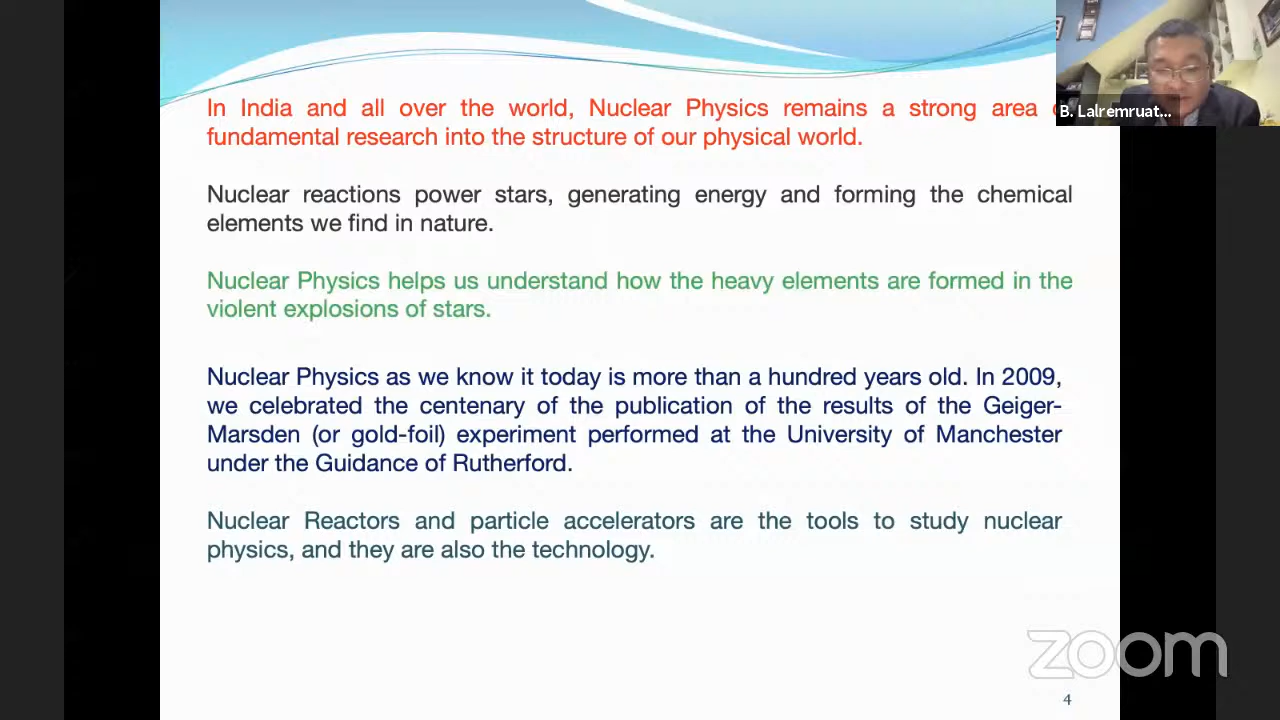 In India and all over the world, Nuclear Physics remains a strong area
fundamental research into the structure of our physical world.
Nuclear reactions power stars, generating energy and forming the chemical
elements we find in nature.
Nuclear Physics helps us understand how the heavy elements are formed in the
violent explosions of stars.
Nuclear Physics as we know it today is more than a hundred years old. In 2009,
we celebrated the centenary of the publication of the results of the Geiger-
Marsden (or gold-foil) experiment performed at the University of Manchester
under the Guidance of Rutherford.
Nuclear Reactors and particle accelerators are the tools to study nuclear
physics, and they are also the technology.
B. Lalremruat...
zoom
4